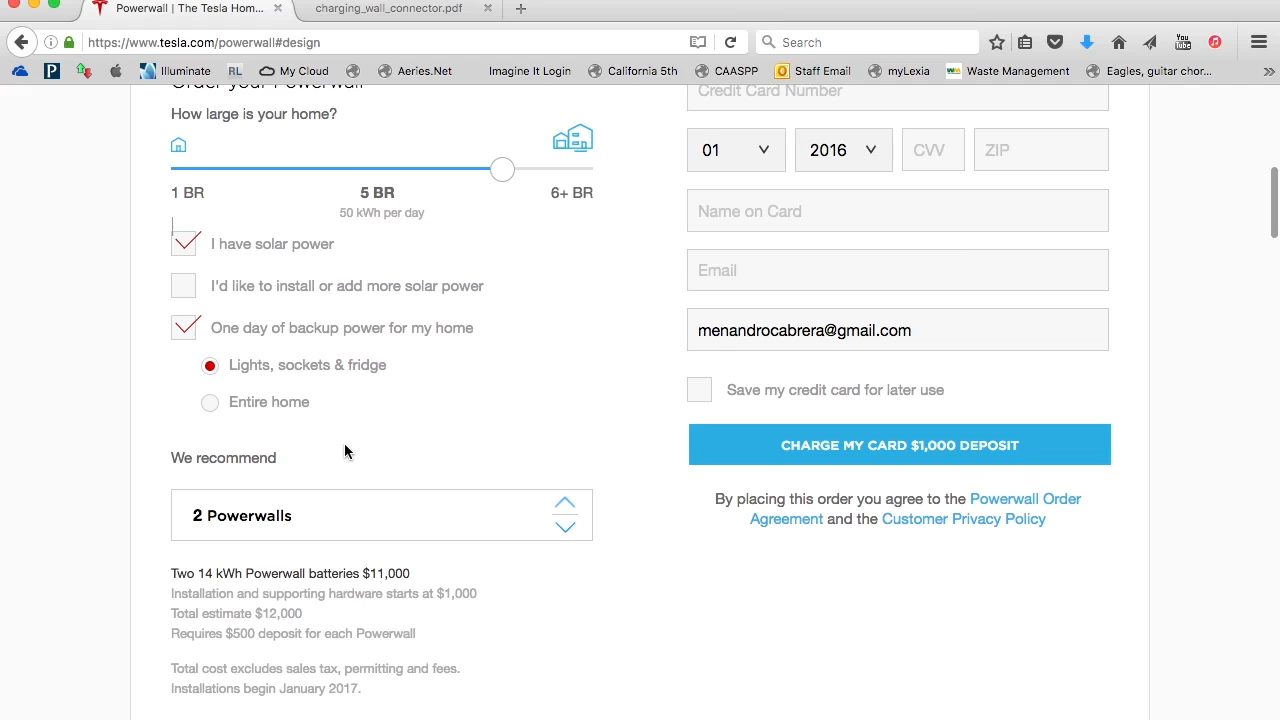 Powerwall | The Tesla Hom...
charging_wall_connector.pdf
https://www.tesla.com/powerwall#design
Search
Illuminate
RL
My Cloud
Aeries.Net
Imagine It Login
California 5th
CAASPP
Staff Email
myLexia
Waste Management
Eagles, guitar chor...
Order your Powerwall
How large is your home?
1 BR
5 BR
6+ BR
50 kWh per day
I have solar power
I'd like to install or add more solar power
One day of backup power for my home
Lights, sockets & fridge
Entire home
We recommend
2 Powerwalls
Two 14 kWh Powerwall batteries $11,000
Installation and supporting hardware starts at $1,000
Total estimate $12,000
Requires $500 deposit for each Powerwall
Total cost excludes sales tax, permitting and fees.
Installations begin January 2017.
Credit Card Number
01
2016
CVV
ZIP
Name on Card
Email
menandrocabrera@gmail.com
Save my credit card for later use
CHARGE MY CARD $1,000 DEPOSIT
By placing this order you agree to the Powerwall Order
Agreement and the Customer Privacy Policy